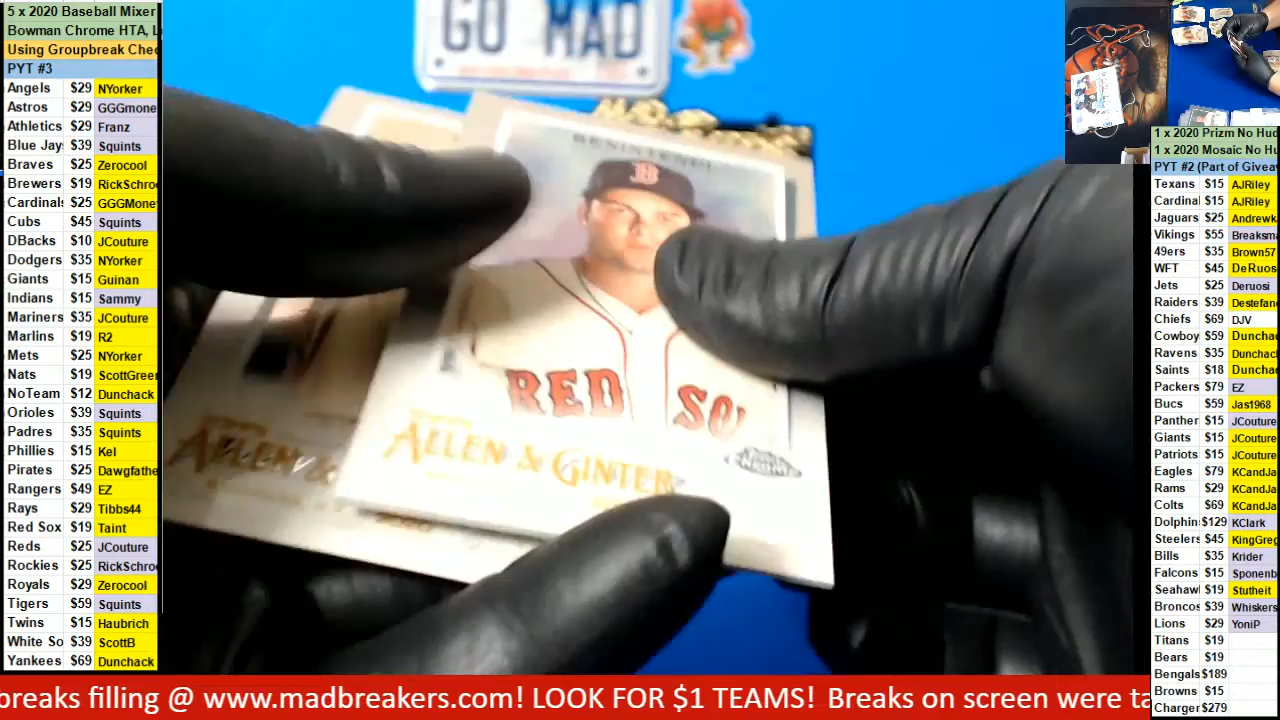 5 x 2020 Baseball Mixer
Bowman Chrome HTA, L
Using Groupbreak Chec
PYT #3
Angels $29 NYorker
Astros $29 GGGmone
Athletics $29 Franz
Blue Jay $39 Squints
Braves $25 Zerocool
Brewers $19 RickSchro
Cardinals $25 GGGMone
Cubs $45 Squints
DBacks $10 JCouture
Dodgers $35 NYorker
Giants $15 Guinan
Indians $15 Sammy
Mariners $35 JCouture
Marlins $19 R2
Mets $25 NYorker
Nats $19 ScottGreen
NoTeam $12 Dunchack
Orioles $39 Squints
Padres $35 Squints
Phillies $15 Kel
Pirates $25 Dawgfathe
Rangers $49 EZ
Rays $29 Tibbs44
Red Sox $19 Taint
Reds $25 JCouture
Rockies $25 RickSchro
Royals $29 Zerocool
Tigers $59 Squints
Twins $15 Haubrich
White So $39 ScottB
Yankees $69 Dunchack
GO MAD
BENINTENDI
B
RED SO
ALLEN & GINTER
ALLEN &
1 x 2020 Prizm No Hud
1 x 2020 Mosaic No Hu
PYT #2 (Part of Giveaw
Texans $15 AJRiley
Cardinal $15 AJRiley
Jaguars $25 Andrewk
Vikings $55 Breaksma
49ers $35 Brown57
WFT $45 DeRuos
Jets $25 Deruosi
Raiders $39 Destefan
Chiefs $69 DJV
Cowboy $59 Dunchac
Ravens $35 Dunchack
Saints $18 Dunchac
Packers $79 EZ
Bucs $59 Jas1968
Panther $15 JCouture
Giants $15 JCouture
Patriots $15 JCouture
Eagles $79 KCandJa
Rams $29 KCandJa
Colts $69 KCandJa
Dolphin $129 KClark
Steelers $45 KingGreg
Bills $35 Krider
Falcons $15 Sponenb
Seahaw $19 Stutheit
Broncos $39 Whiskers
Lions $29 YoniP
Titans $19
Bears $19
Bengals $189
Browns $15
Charger $279
breaks filling @ www.madbreakers.com! LOOK FOR $1 TEAMS! Breaks on screen were ta